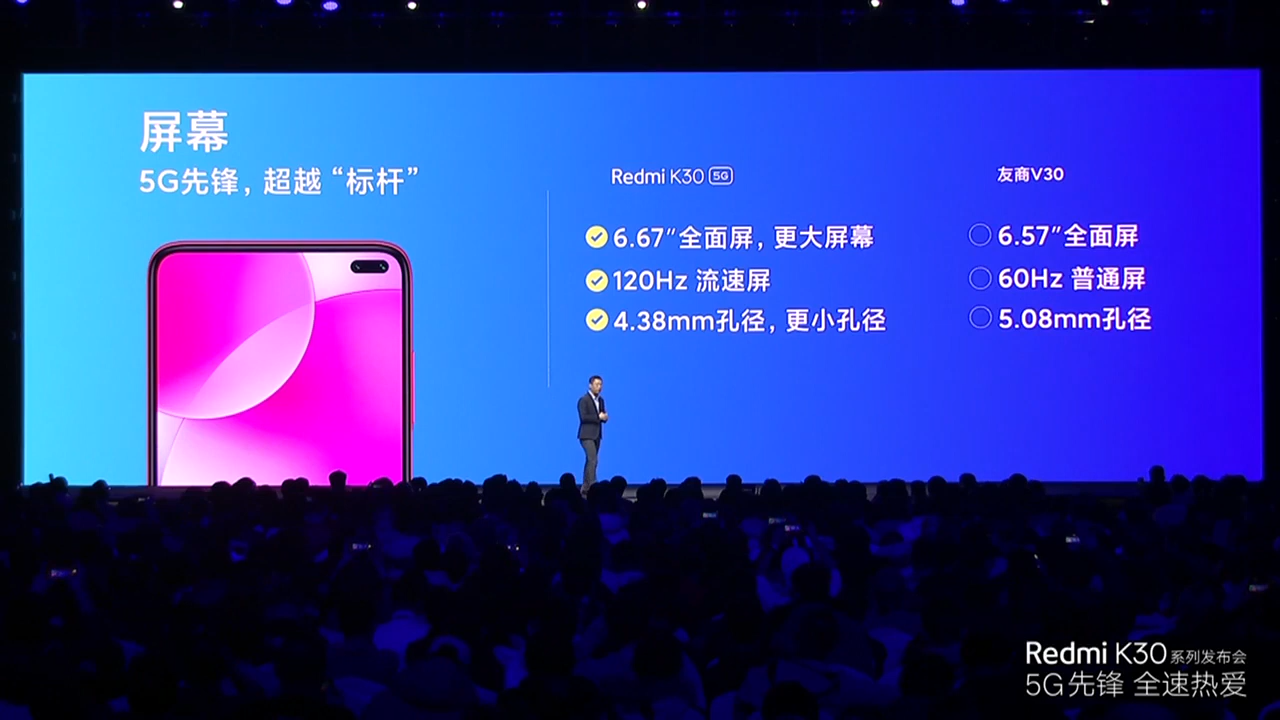 屏幕
5G先锋，超越“标杆”
Redmi K30 5G
6.67″全面屏，更大屏幕
120Hz 流速屏
4.38mm孔径，更小孔径
友商V30
6.57″全面屏
60Hz 普通屏
5.08mm孔径
Redmi K30系列发布会
5G先锋 全速热爱